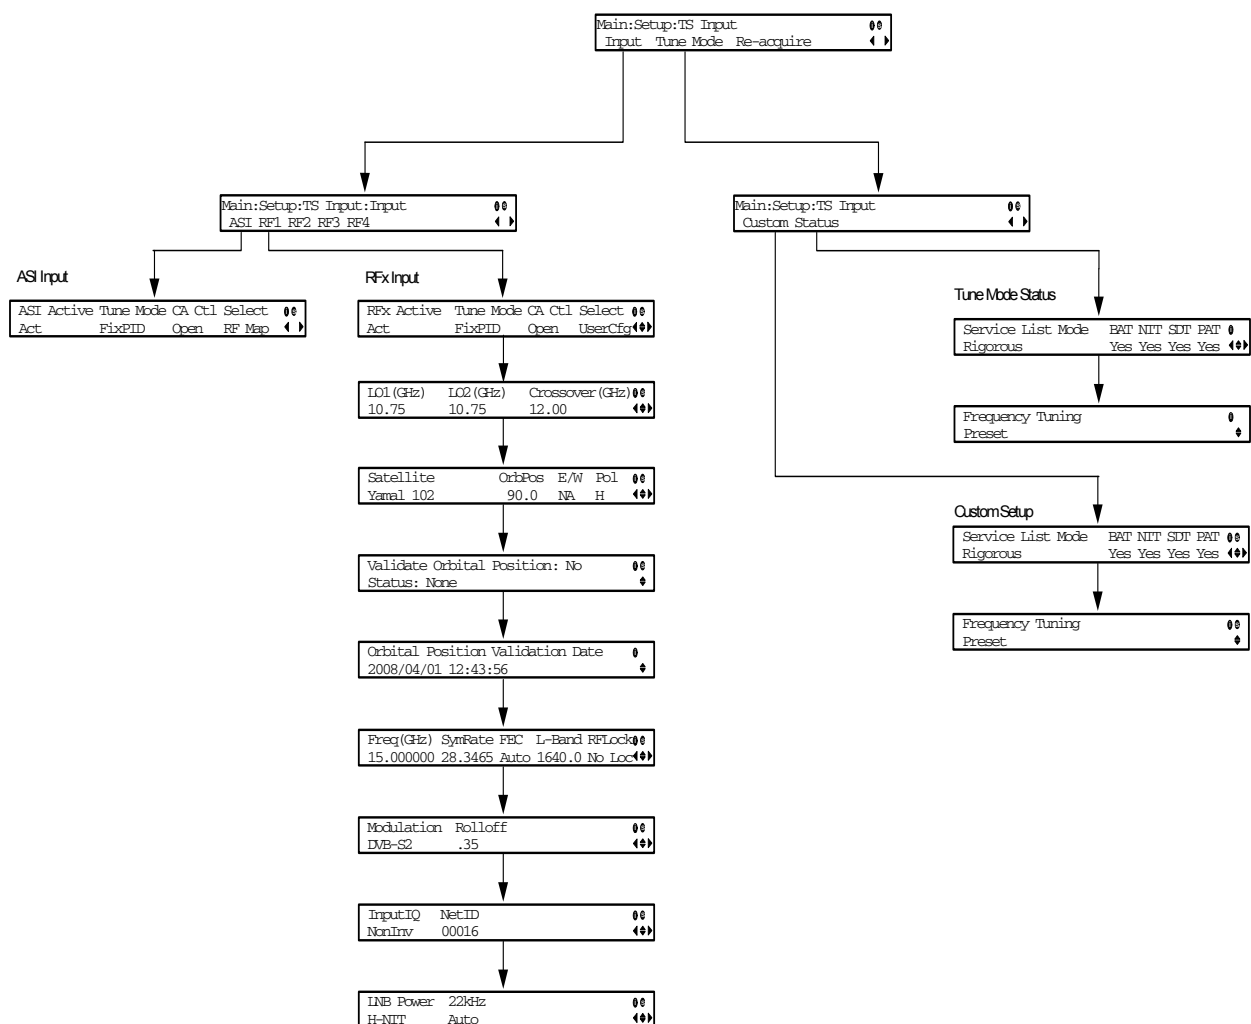 Main:Setup:TS Input
Input Tune Mode Re-acquire
Main:Setup:TS Input:Input
ASI RF1 RF2 RF3 RF4
Main:Setup:TS Input
Custom Status
ASI Input
ASI Active Tune Mode CA Ctl Select
Act FixPID Open RF Map
RFx Input
RFx Active Tune Mode CA Ctl Select
Act FixPID Open UserCfg
LO1(GHz) LO2(GHz) Crossover(GHz)
10.75 10.75 12.00
Satellite OrbPos E/W Pol
Yamal 102 90.0 NA H
Validate Orbital Position: No
Status: None
Orbital Position Validation Date
2008/04/01 12:43:56
Freq(GHz) SymRate FEC L-Band RFLock
15.000000 28.3465 Auto 1640.0 No Loc
Modulation Rolloff
DVB-S2 .35
InputIQ NetID
NonInv 00016
LNB Power 22kHz
H-NIT Auto
Tune Mode Status
Service List Mode BAT NIT SDT PAT
Rigorous Yes Yes Yes Yes
Frequency Tuning
Preset
Custom Setup
Service List Mode BAT NIT SDT PAT
Rigorous Yes Yes Yes Yes
Frequency Tuning
Preset